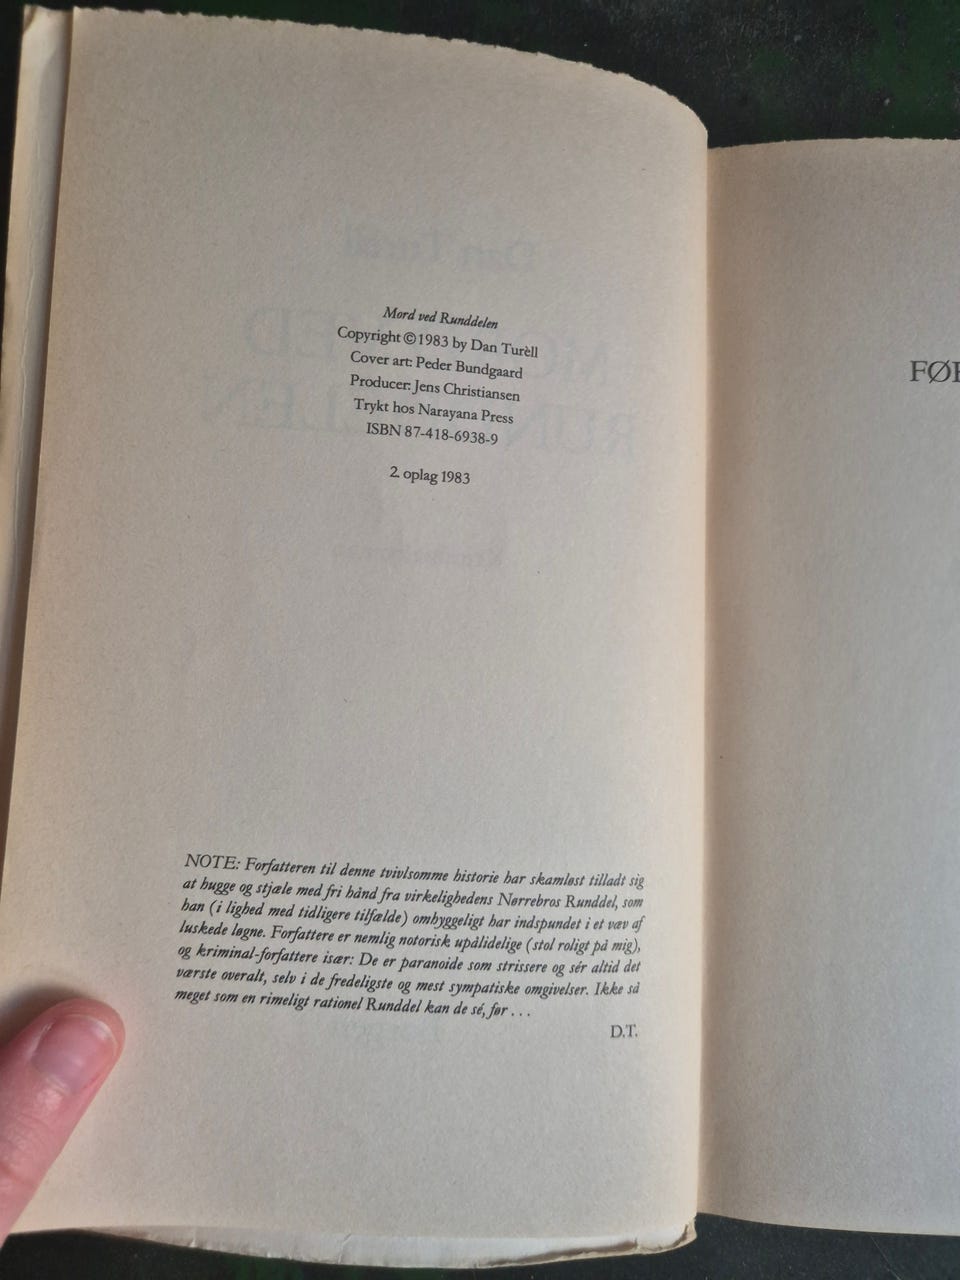 Mord ved Runddelen
Copyright © 1983 by Dan Turèll
Cover art: Peder Bundgaard
Producer: Jens Christiansen
Trykt hos Narayana Press
ISBN 87-418-6938-9
2. oplag 1983
NOTE: Forfatteren til denne tvivlsomme historie har skamløst tilladt sig
at hugge og stjæle med fri hånd fra virkelighedens Nørrebros Runddel, som
han (i lighed med tidligere tilfælde) omhyggeligt har indspundet i et væv af
luskede løgne. Forfattere er nemlig notorisk upålidelige (stol roligt på mig),
og kriminal-forfattere især: De er paranoide som strissere og sér altid det
værste overalt, selv i de fredeligste og mest sympatiske omgivelser. Ikke så
meget som en rimeligt rationel Runddel kan de sé, før . . .
D.T.
FØ